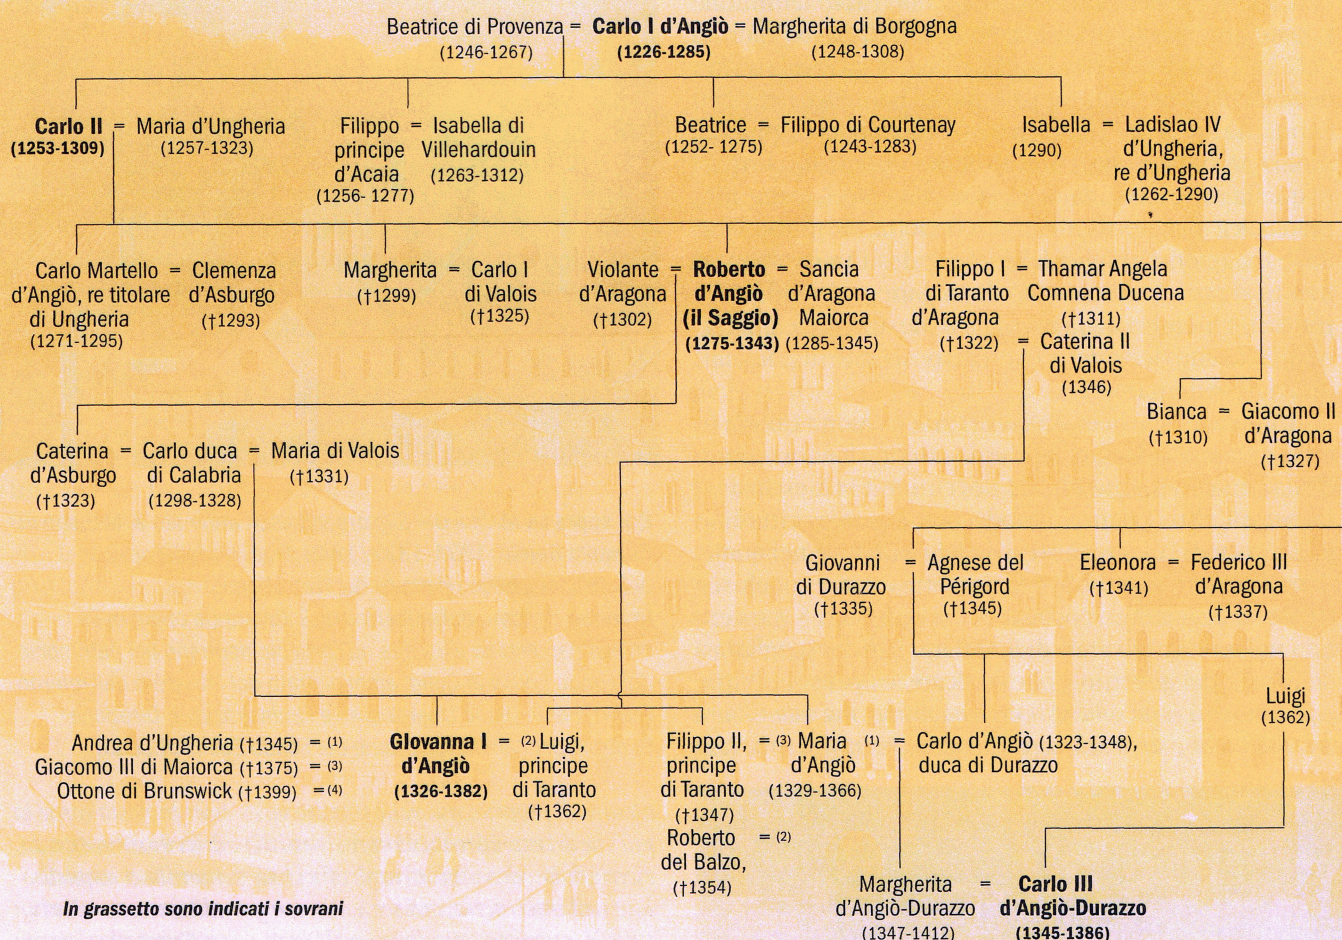 Beatrice di Provenza = Carlo I d'Angiò = Margherita di Borgogna
(1246-1267) (1226-1285) (1248-1308)
Carlo II = Maria d'Ungheria
(1253-1309) (1257-1323)
Filippo = Isabella di
principe Villehardouin
d'Acaia (1263-1312)
(1256- 1277)
Beatrice = Filippo di Courtenay
(1252- 1275) (1243-1283)
Isabella = Ladislao IV
(1290) d'Ungheria,
re d'Ungheria
(1262-1290)
Carlo Martello = Clemenza
d'Angiò, re titolare d'Asburgo
di Ungheria (†1293)
(1271-1295)
Margherita = Carlo I
(†1299) di Valois
(†1325)
Violante = Roberto = Sancia
d'Aragona d'Angiò d'Aragona
(†1302) (il Saggio) Maiorca
(1275-1343) (1285-1345)
Filippo I = Thamar Angela
di Taranto Comnena Ducena
d'Aragona (†1311)
(†1322) = Caterina II
di Valois
(1346)
Bianca = Giacomo II
(†1310) d'Aragona
(†1327)
Caterina = Carlo duca = Maria di Valois
d'Asburgo di Calabria (†1331)
(†1323) (1298-1328)
Giovanni = Agnese del
di Durazzo Périgord
(†1335) (†1345)
Eleonora = Federico III
(†1341) d'Aragona
(†1337)
Luigi
(1362)
Andrea d'Ungheria (†1345) = (1)
Giacomo III di Maiorca (†1375) = (3)
Ottone di Brunswick (†1399) =(4)
GIovanna I = (2) Luigi,
d'Angiò principe
(1326-1382) di Taranto
(†1362)
Filippo II, = (3) Maria (1) = Carlo d'Angiò (1323-1348),
principe d'Angiò duca di Durazzo
di Taranto (1329-1366)
(†1347)
Roberto = (2)
del Balzo,
(†1354)
Margherita = Carlo III
d'Angiò-Durazzo d'Angiò-Durazzo
(1347-1412) (1345-1386)
In grassetto sono indicati i sovrani